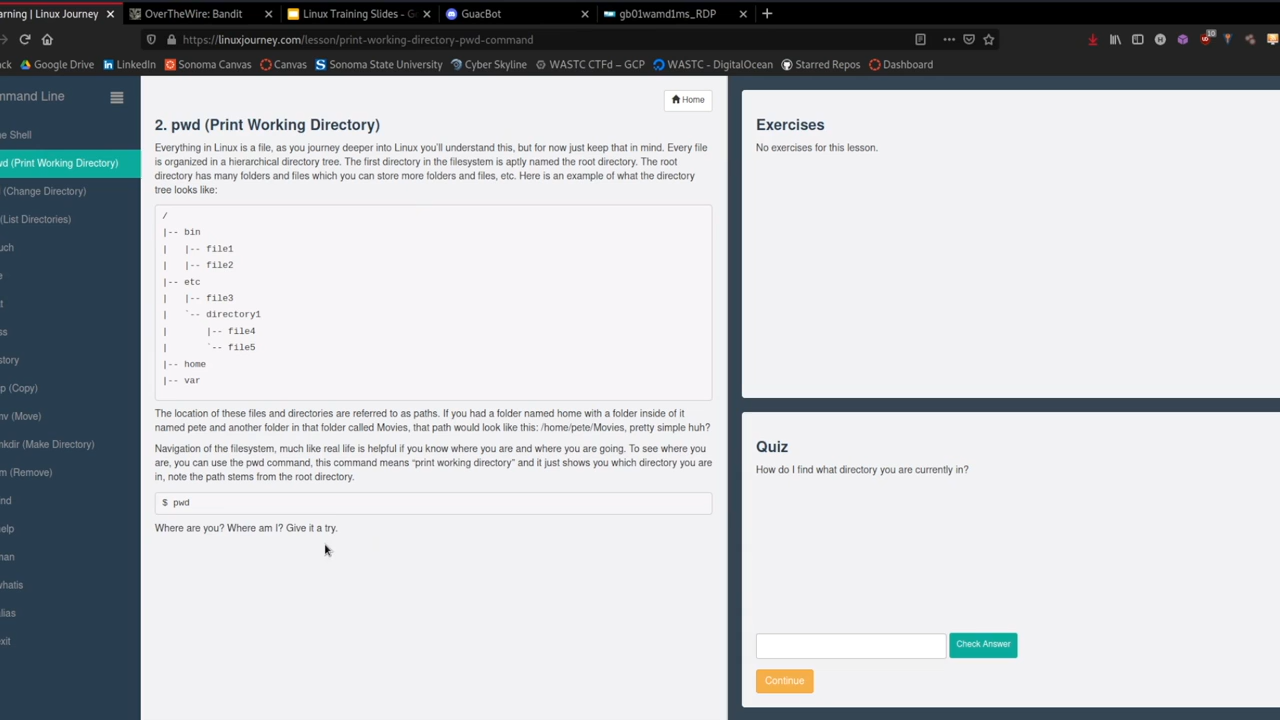 arning | Linux Journey
OverTheWire: Bandit
Linux Training Slides - G
GuacBot
gb01wamd1ms_RDP
https://linuxjourney.com/lesson/print-working-directory-pwd-command
10
ck
Google Drive
LinkedIn
Sonoma Canvas
Canvas
Sonoma State University
Cyber Skyline
WASTC CTFd – GCP
WASTC - DigitalOcean
Starred Repos
Dashboard
mmand Line
e Shell
wd (Print Working Directory)
(Change Directory)
(List Directories)
uch
e
t
ss
story
p (Copy)
mv (Move)
mkdir (Make Directory)
m (Remove)
nd
elp
man
whatis
lias
xit
Home
2. pwd (Print Working Directory)
Everything in Linux is a file, as you journey deeper into Linux you'll understand this, but for now just keep that in mind. Every file
is organized in a hierarchical directory tree. The first directory in the filesystem is aptly named the root directory. The root
directory has many folders and files which you can store more folders and files, etc. Here is an example of what the directory
tree looks like:
/
|-- bin
|   |-- file1
|   |-- file2
|-- etc
|   |-- file3
|   `-- directory1
|       |-- file4
|       `-- file5
|-- home
|-- var
The location of these files and directories are referred to as paths. If you had a folder named home with a folder inside of it
named pete and another folder in that folder called Movies, that path would look like this: /home/pete/Movies, pretty simple huh?
Navigation of the filesystem, much like real life is helpful if you know where you are and where you are going. To see where you
are, you can use the pwd command, this command means “print working directory” and it just shows you which directory you are
in, note the path stems from the root directory.
$ pwd
Where are you? Where am I? Give it a try.
Exercises
No exercises for this lesson.
Quiz
How do I find what directory you are currently in?
Check Answer
Continue